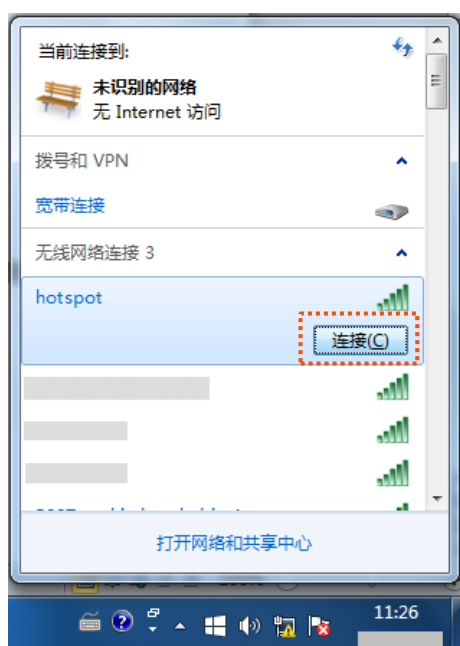 当前连接到:
未识别的网络
无 Internet 访问
拨号和 VPN
宽带连接
无线网络连接 3
hotspot
连接(C)
打开网络和共享中心
11:26